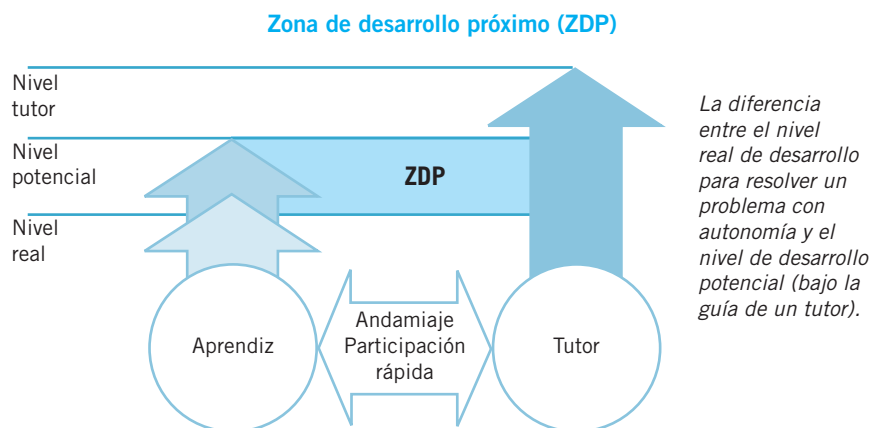 Zona de desarrollo próximo (ZDP)
Nivel
tutor
Nivel
potencial
Nivel
real
ZDP
Aprendiz
Andamiaje
Participación
rápida
Tutor
La diferencia
entre el nivel
real de desarrollo
para resolver un
problema con
autonomía y el
nivel de desarrollo
potencial (bajo la
guía de un tutor).